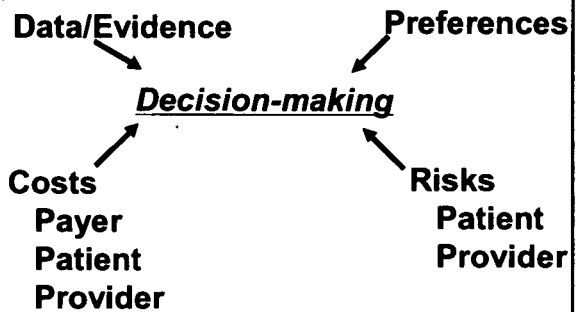 Data/Evidence
Preferences
Decision-making
Costs
Payer
Patient
Provider
Risks
Patient
Provider